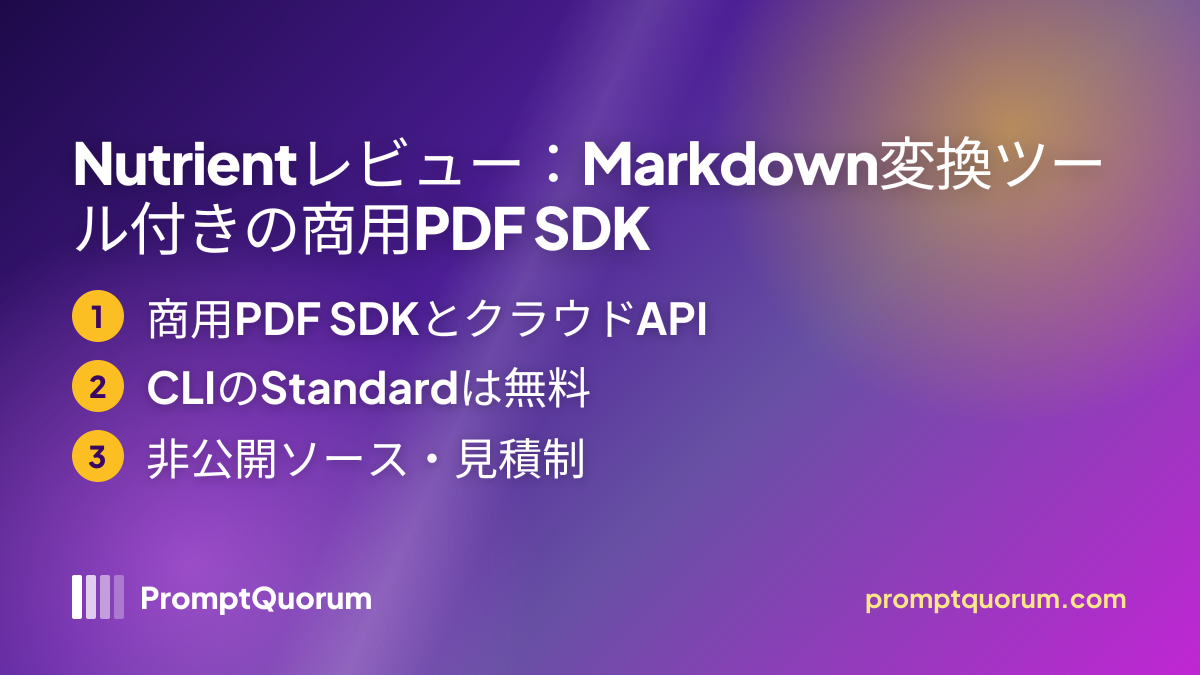 Nutrientレビュー：Markdown変換ツー
ル付きの商用PDF SDK
1 商用PDF SDKとクラウドAPI
2 CLIのStandardは無料
3 非公開ソース・見積制
PromptQuorum
promptquorum.com